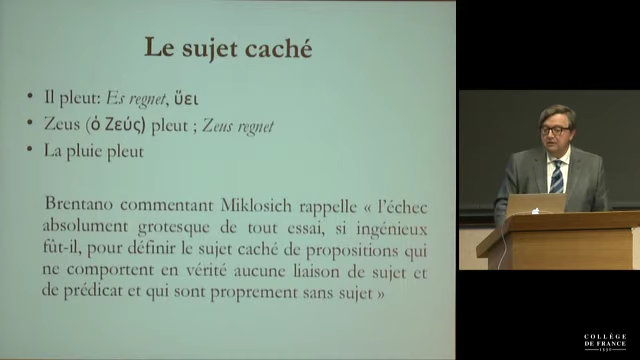 Le sujet caché
• Il pleut: Es regnet, ὕει
• Zeus (ὁ Ζεύς) pleut ; Zeus regnet
• La pluie pleut
Brentano commentant Miklosich rappelle « l’échec
absolument grotesque de tout essai, si ingénieux
fût-il, pour définir le sujet caché de propositions qui
ne comportent en vérité aucune liaison de sujet et
de prédicat et qui sont proprement sans sujet »
COLLÈGE
DE FRANCE
1530